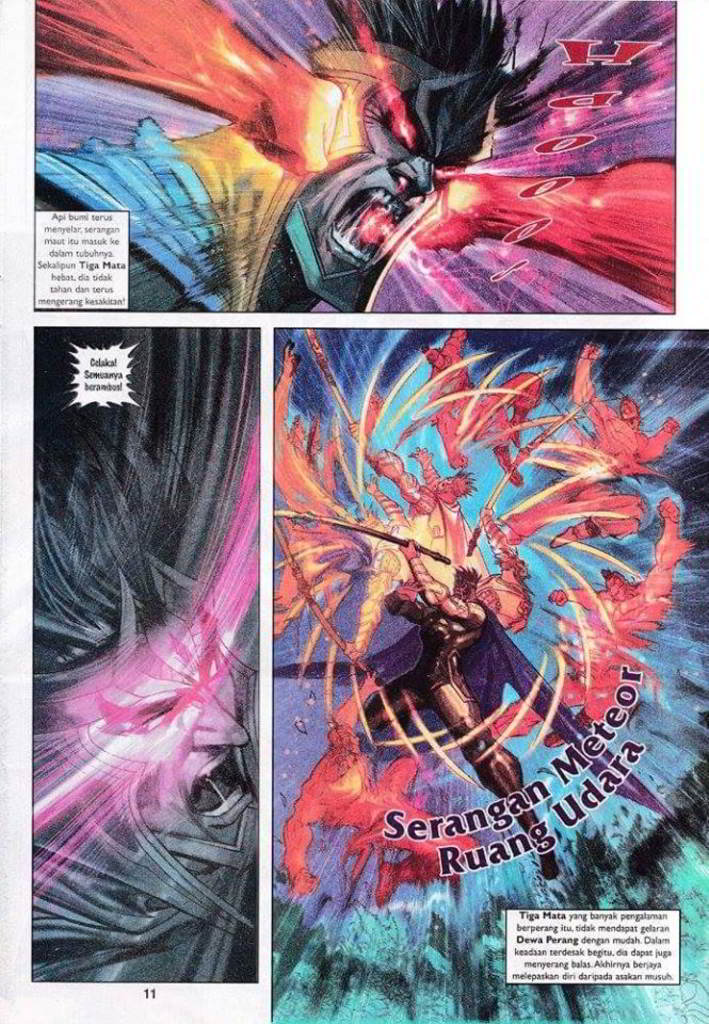 H
a
o
o
o
o
!
Api bumi terus
menyelar, serangan
maut itu masuk ke
dalam tubuhnya.
Sekalipun Tiga Mata
hebat, dia tidak
tahan dan terus
mengerang kesakitan!
Celaka!
Semuanya
berambus!
Serangan Meteor
Ruang Udara
Tiga Mata yang banyak pengalaman
berperang itu, tidak mendapat gelaran
Dewa Perang dengan mudah. Dalam
keadaan terdesak begitu, dia dapat juga
menyerang balas. Akhirnya berjaya
melepaskan diri daripada asakan musuh.
11